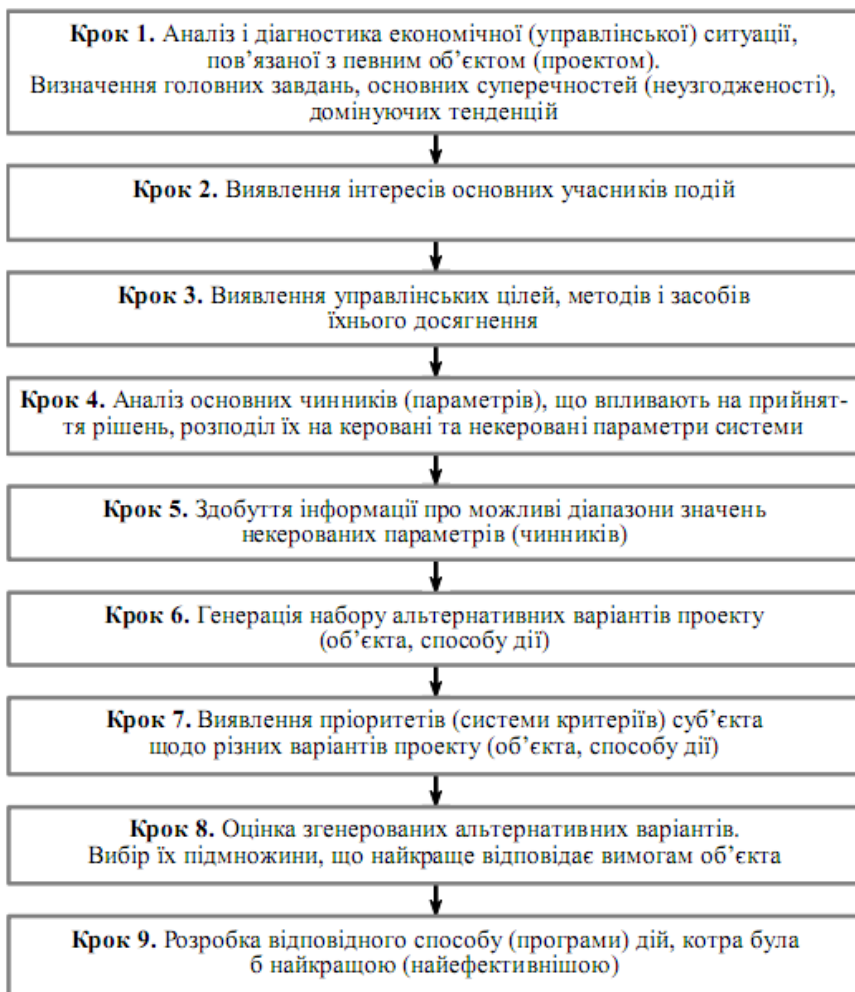 Крок 1. Аналіз і діагностика економічної (управлінської) ситуації,
пов’язаної з певним об’єктом (проектом).
Визначення головних завдань, основних суперечностей (неузгодженості),
домінуючих тенденцій
Крок 2. Виявлення інтересів основних учасників подій
Крок 3. Виявлення управлінських цілей, методів і засобів
їхнього досягнення
Крок 4. Аналіз основних чинників (параметрів), що впливають на прийнят-
тя рішень, розподіл їх на керовані та некеровані параметри системи
Крок 5. Здобуття інформації про можливі діапазони значень
некерованих параметрів (чинників)
Крок 6. Генерація набору альтернативних варіантів проекту
(об’єкта, способу дії)
Крок 7. Виявлення пріоритетів (системи критеріїв) суб’єкта
щодо різних варіантів проекту (об’єкта, способу дії)
Крок 8. Оцінка згенерованих альтернативних варіантів.
Вибір їх підмножини, що найкраще відповідає вимогам об’єкта
Крок 9. Розробка відповідного способу (програми) дій, котра була
б найкращою (найефективнішою)